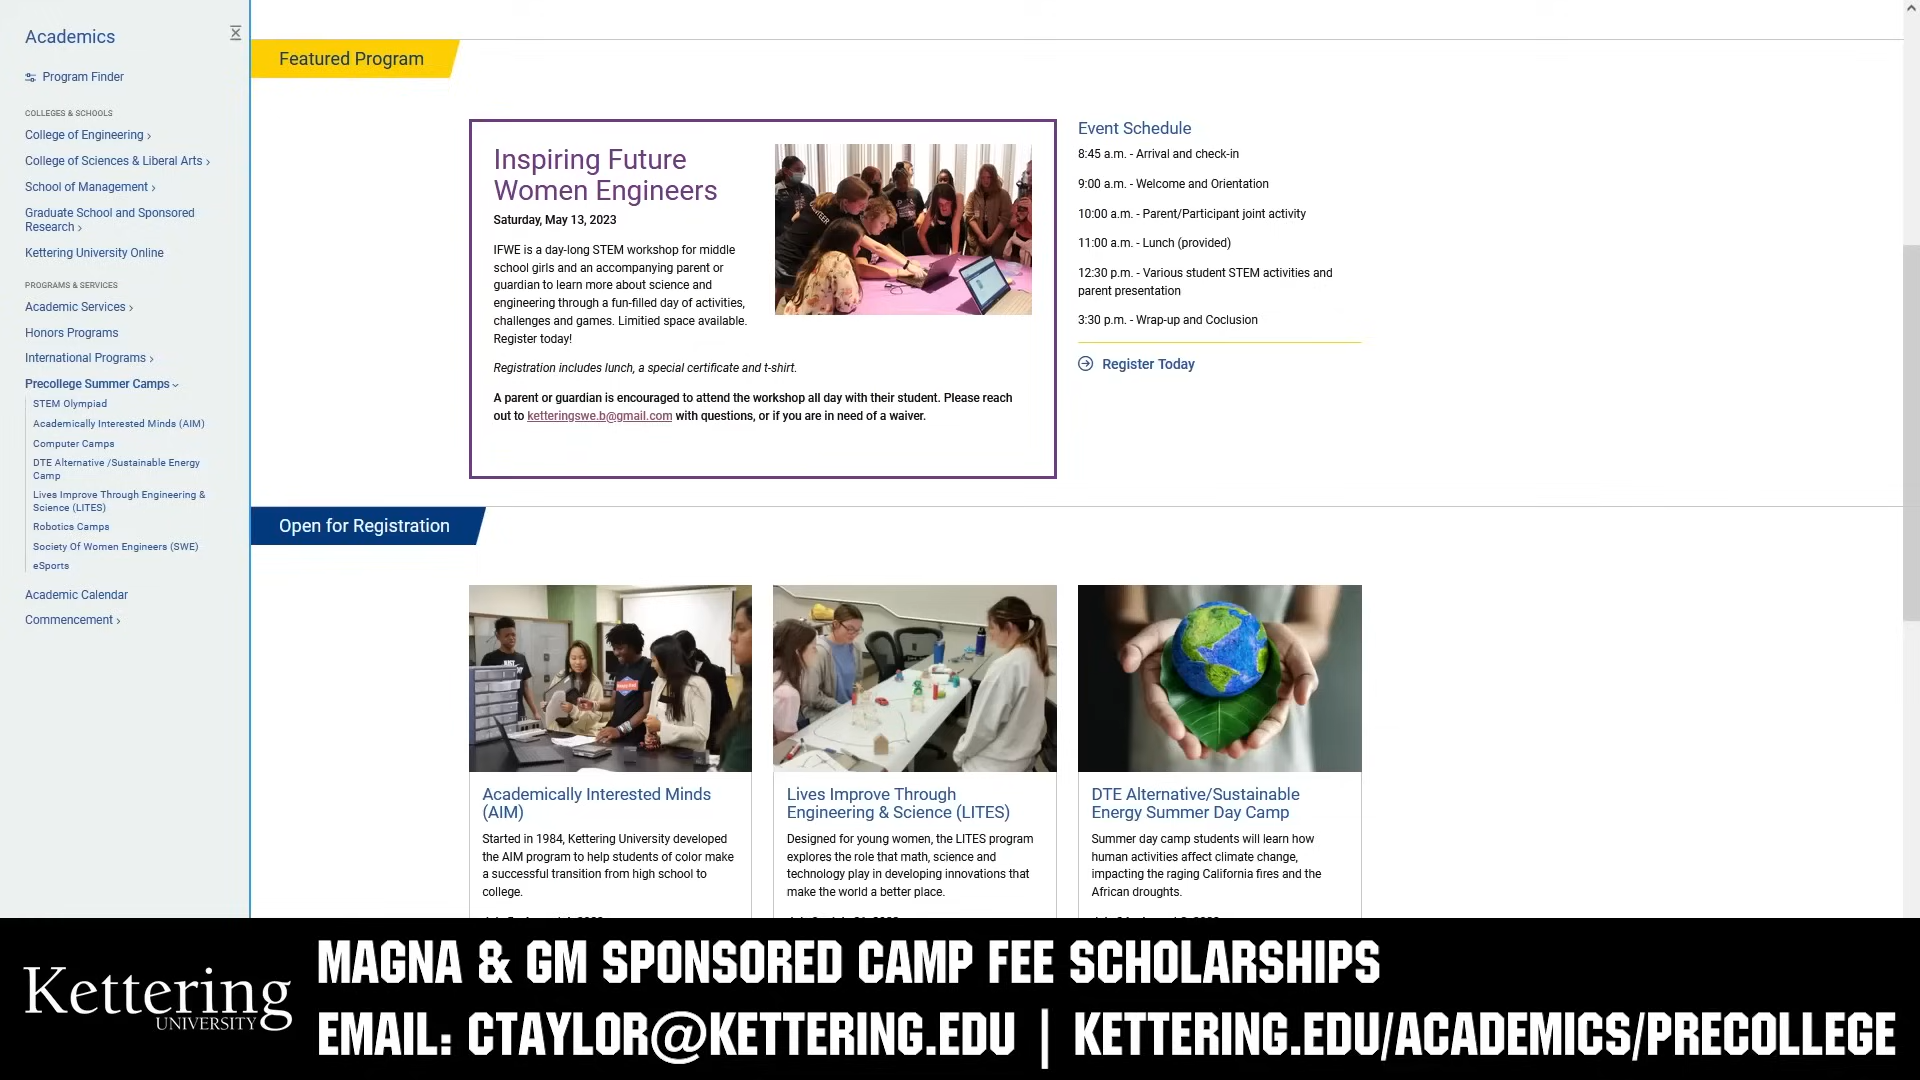 Academics
Program Finder
COLLEGES & SCHOOLS
College of Engineering
College of Sciences & Liberal Arts
School of Management
Graduate School and Sponsored
Research
Kettering University Online
PROGRAMS & SERVICES
Academic Services
Honors Programs
International Programs
Precollege Summer Camps
STEM Olympiad
Academically Interested Minds (AIM)
Computer Camps
DTE Alternative /Sustainable Energy
Camp
Lives Improve Through Engineering &
Science (LITES)
Robotics Camps
Society Of Women Engineers (SWE)
eSports
Academic Calendar
Commencement
Featured Program
Inspiring Future
Women Engineers
Saturday, May 13, 2023
IFWE is a day-long STEM workshop for middle
school girls and an accompanying parent or
guardian to learn more about science and
engineering through a fun-filled day of activities,
challenges and games. Limitied space available.
Register today!
Registration includes lunch, a special certificate and t-shirt.
A parent or guardian is encouraged to attend the workshop all day with their student. Please reach
out to ketteringswe.b@gmail.com with questions, or if you are in need of a waiver.
Event Schedule
8:45 a.m. - Arrival and check-in
9:00 a.m. - Welcome and Orientation
10:00 a.m. - Parent/Participant joint activity
11:00 a.m. - Lunch (provided)
12:30 p.m. - Various student STEM activities and
parent presentation
3:30 p.m. - Wrap-up and Coclusion
Register Today
Open for Registration
Academically Interested Minds
(AIM)
Started in 1984, Kettering University developed
the AIM program to help students of color make
a successful transition from high school to
college.
Lives Improve Through
Engineering & Science (LITES)
Designed for young women, the LITES program
explores the role that math, science and
technology play in developing innovations that
make the world a better place.
DTE Alternative/Sustainable
Energy Summer Day Camp
Summer day camp students will learn how
human activities affect climate change,
impacting the raging California fires and the
African droughts.
Kettering
UNIVERSITY
MAGNA & GM SPONSORED CAMP FEE SCHOLARSHIPS
EMAIL: CTAYLOR@KETTERING.EDU | KETTERING.EDU/ACADEMICS/PRECOLLEGE